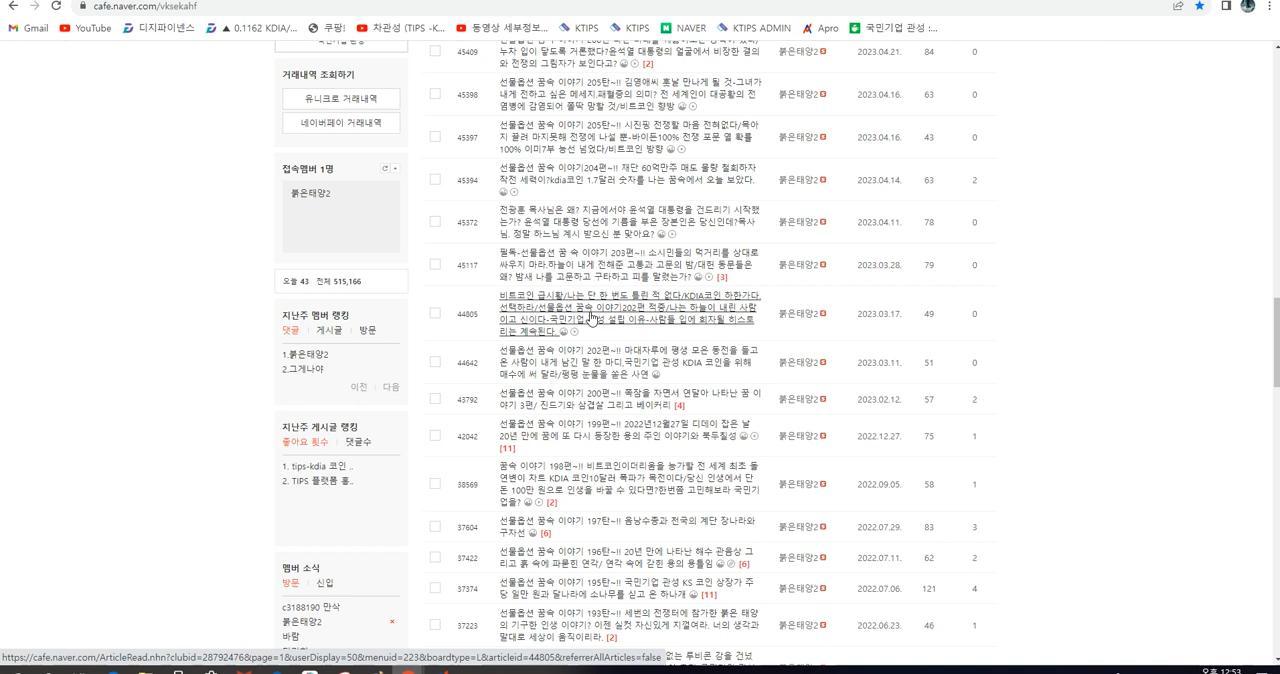 cafe.naver.com/vksekahf
Gmail YouTube 디지파이넨스 ▲ 0.1162 KDIA/... 쿠팡! 차관성 (TIPS -K... 동영상 세부정보... KTIPS KTIPS NAVER KTIPS ADMIN Apro 국민기업 관성 :...
거래내역 조회하기
유니크로 거래내역
네이버페이 거래내역
접속멤버 1명
붉은태양2
오늘 43 전체 515,166
지난주 멤버 랭킹
댓글 게시글 방문
1.붉은태양2
2.그게나야
이전 다음
지난주 게시글 랭킹
좋아요 횟수 댓글수
1. tips-kdia 코인 ..
2. TIPS 플랫폼 홍..
멤버 소식
방문 신입
c3188190 만삭
붉은태양2 ×
바람
45409
누차 입이 닳도록 거론했다?윤석열 대통령의 얼굴에서 비장한 결의
와 전쟁의 그림자가 보인다고? [2]
붉은태양2 2023.04.21. 84 0
45398
선물옵션 꿈속 이야기 205탄~!! 김영애씨 훗날 만나게 될 것-그녀가
내게 전하고 싶은 메세지.패혈증의 의미? 전 세계인이 대공황의 전
염병에 감염되어 쫄딱 망할 것/비트코인 향방
붉은태양2 2023.04.16. 63 0
45397
선물옵션 꿈속 이야기 205탄~!! 시진핑 전쟁할 마음 전혀없다/목아
지 끌려 마지못해 전쟁에 나설 뿐-바이든100% 전쟁 포문 열 확률
100% 이미7부 능선 넘었다/비트코인 방향
붉은태양2 2023.04.16. 43 0
45394
선물옵션 꿈속 이야기204편~!! 재단 60억만주 매도 물량 철회하자
작전 세력이?kdia코인 1.7달러 숫자를 나는 꿈속에서 오늘 보았다.
붉은태양2 2023.04.14. 63 2
45372
전광훈 목사님은 왜? 지금에서야 윤석열 대통령을 건드리기 시작했
는가? 윤석열 대통령 당선에 기름을 부은 장본인은 당신인데?목사
님. 정말 하느님 계시 받으신 분 맞아요?
붉은태양2 2023.04.11. 78 0
45117
필독-선물옵션 꿈 속 이야기 203편~!! 소시민들의 먹거리를 상대로
싸우지 마라.하늘이 내게 전해준 고통과 고문의 밤/대헌 동문들은
왜? 밤새 나를 고문하고 구타하고 피를 말렸는가? [3]
붉은태양2 2023.03.28. 79 0
44805
비트코인 급시황/나는 단 한 번도 틀린 적 없다/KDIA코인 하한가다.
선택하라/선물옵션 꿈속 이야기202편 적중/나는 하늘이 내린 사람
이고 신이다-국민기업 성 설립 이유-사람들 입에 회자될 히스토
리는 계속된다.
붉은태양2 2023.03.17. 49 0
44642
선물옵션 꿈속 이야기 202편~!! 마대자루에 평생 모은 동전을 들고
온 사람이 내게 남긴 말 한 마디.국민기업 관성 KDIA 코인을 위해
매수에 써 달라/펑펑 눈물을 쏟은 사연
붉은태양2 2023.03.11. 51 0
43792
선물옵션 꿈속 이야기 200편~!! 쪽잠을 자면서 연달아 나타난 꿈 이
야기 3편/ 진드기와 삼겹살 그리고 베이커리 [4]
붉은태양2 2023.02.12. 57 2
42042
선물옵션 꿈속 이야기 199편~!! 2022년12월27일 디데이 잡은 날
20년 만에 꿈에 또 다시 등장한 용의 주인 이야기와 북두칠성
[11]
붉은태양2 2022.12.27. 75 1
38569
꿈속 이야기 198편~!! 비트코인이더리움을 능가할 전 세계 최초 돌
연변이 차트 KDIA 코인10달러 폭파가 목전이다/당신 인생에서 단
돈 100만 원으로 인생을 바꿀 수 있다면?한번쯤 고민해보라 국민기
업을? [2]
붉은태양2 2022.09.05. 58 1
37604
선물옵션 꿈속 이야기 197탄~!! 음낭수종과 전국의 계단 장나라와
구자선 [6]
붉은태양2 2022.07.29. 83 3
37422
선물옵션 꿈속 이야기 196탄~!! 20년 만에 나타난 해수 관음상 그
리고 흙 속에 파묻힌 연각/ 연각 속에 갇힌 용의 용틀임 [6]
붉은태양2 2022.07.11. 62 2
37374
선물옵션 꿈속 이야기 195탄~!! 국민기업 관성 KS 코인 상장가 주
당 일만 원과 달나라에 소나무를 싣고 온 하나개 [11]
붉은태양2 2022.07.06. 121 4
37223
선물옵션 꿈속 이야기 193탄~!! 세번의 전쟁터에 참가한 붉은 태양
의 기구한 인생 이야기? 이젠 실컷 자신있게 지껄여라. 너의 생각과
말대로 세상이 움직이리라. [2]
붉은태양2 2022.06.23. 46 1
없는 루비콘 강을 건넜
https://cafe.naver.com/ArticleRead.nhn?clubid=28792476&page=1&userDisplay=50&menuid=223&boardtype=L&articleid=44805&referrerAllArticles=false
오후 12:53